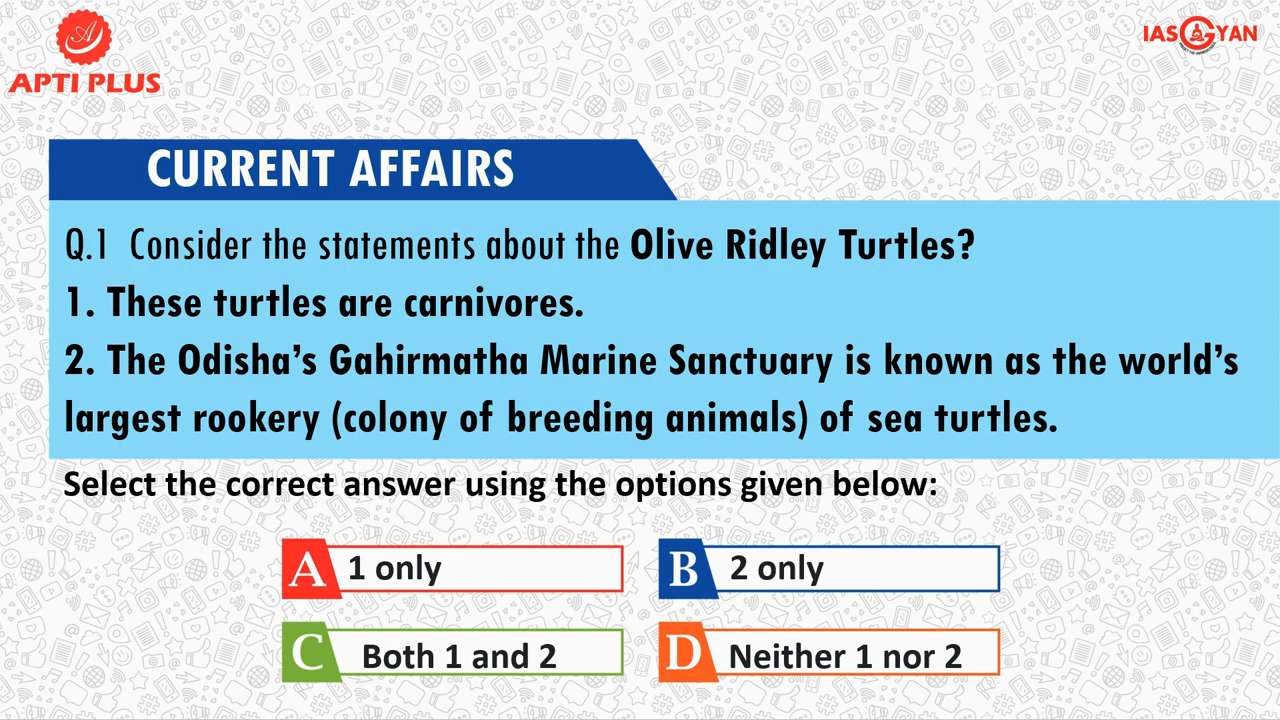 APTI PLUS
IAS GYAN
CURRENT AFFAIRS
Q.1 Consider the statements about the Olive Ridley Turtles?
1. These turtles are carnivores.
2. The Odisha’s Gahirmatha Marine Sanctuary is known as the world’s
largest rookery (colony of breeding animals) of sea turtles.
Select the correct answer using the options given below:
A 1 only
B 2 only
C Both 1 and 2
D Neither 1 nor 2